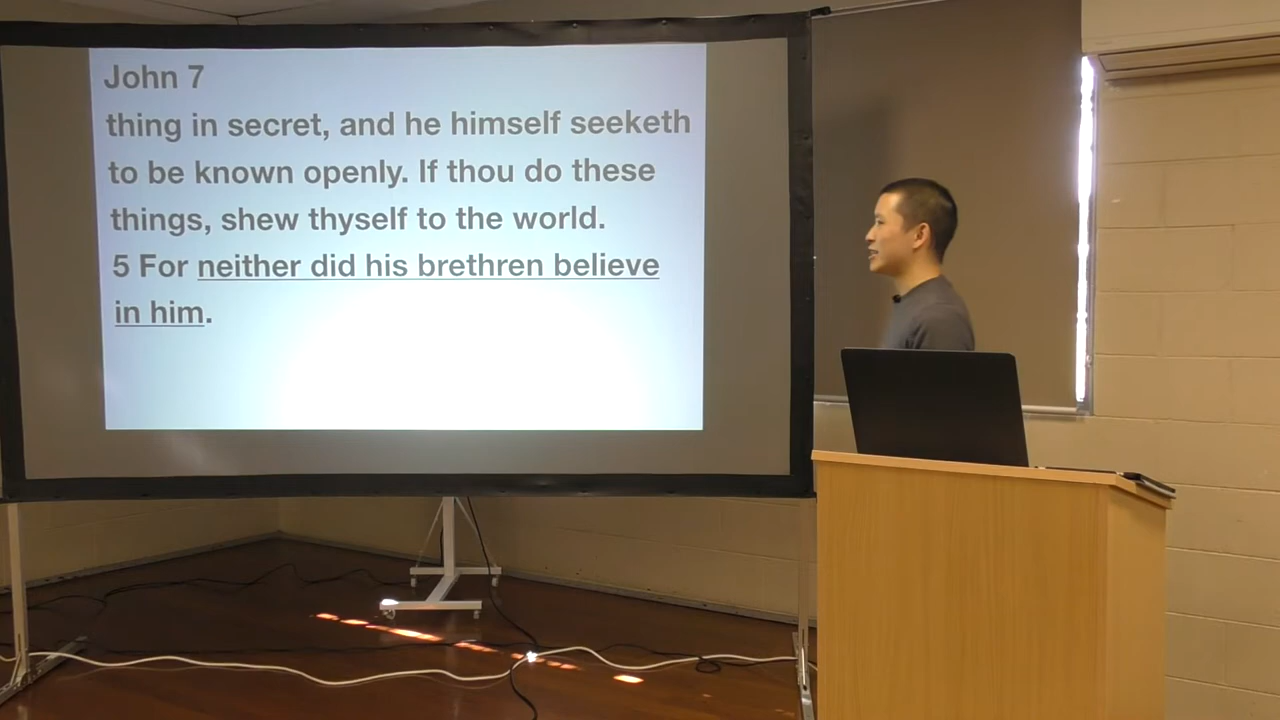 John 7
thing in secret, and he himself seeketh
to be known openly. If thou do these
things, shew thyself to the world.
5 For neither did his brethren believe
in him.